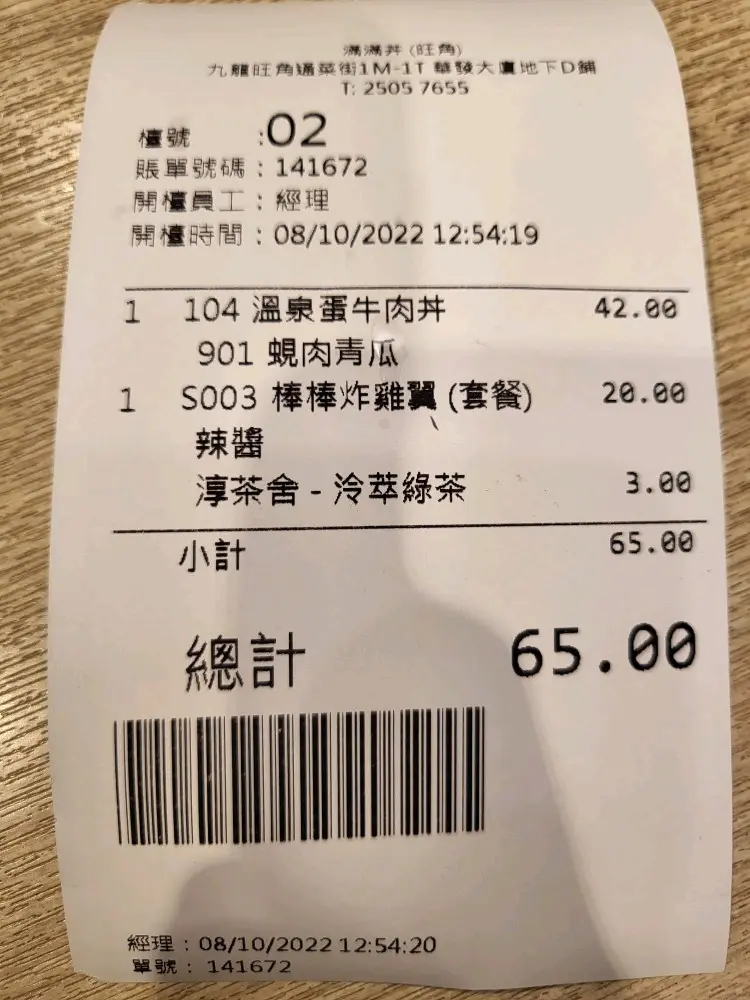 滿滿丼 (旺角)
九龍旺角通菜街1M-1T 華發大廈地下D鋪
T: 2505 7655
檯號 :02
賬單號碼 : 141672
開檯員工 : 經理
開檯時間 : 08/10/2022 12:54:19
1 104 溫泉蛋牛肉丼 42.00
901 蜆肉青瓜
1 S003 棒棒炸雞翼 (套餐) 20.00
辣醬
淳茶舍 - 冷萃綠茶 3.00
小計 65.00
總計 65.00
經理 : 08/10/2022 12:54:20
單號 : 141672